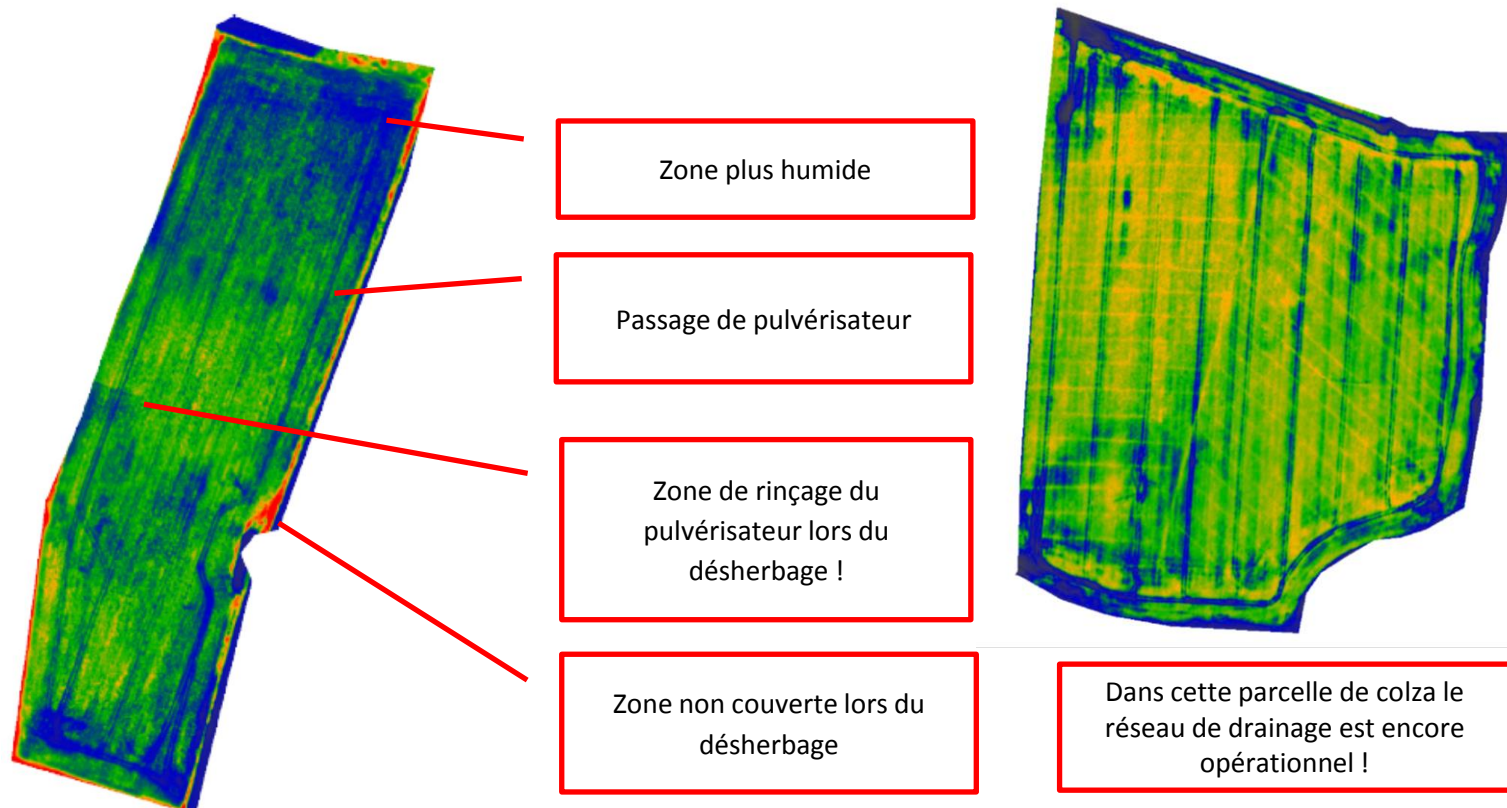 Zone plus humide
Passage de pulvérisateur
Zone de rinçage du
pulvérisateur lors du
désherbage !
Zone non couverte lors du
désherbage
Dans cette parcelle de colza le
réseau de drainage est encore
opérationnel !